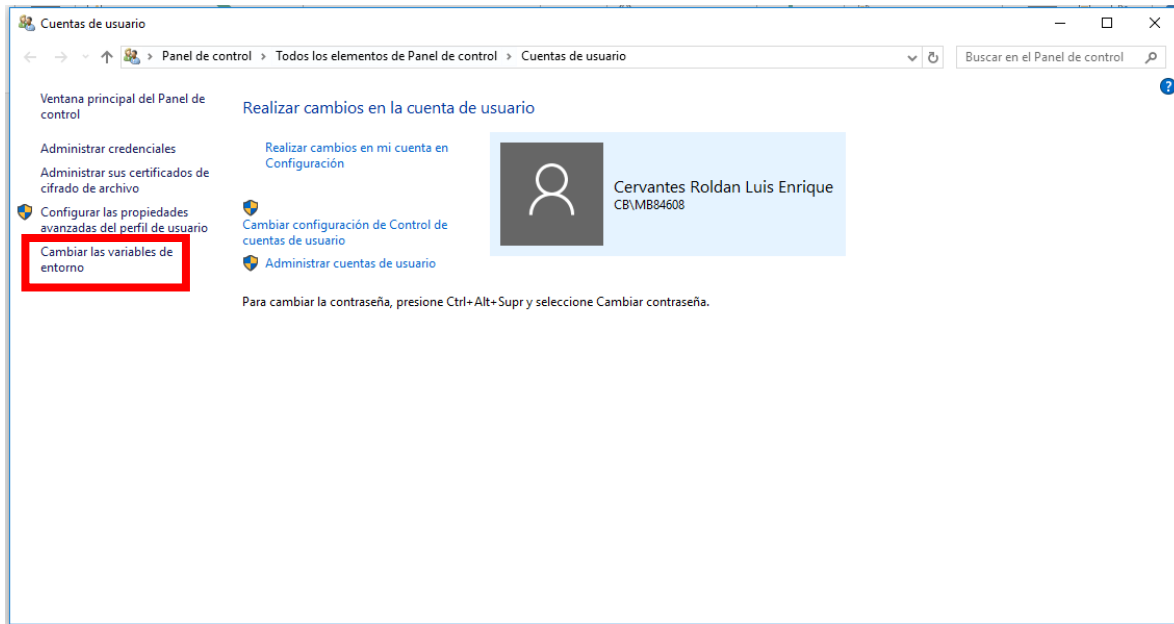 Cuentas de usuario
Panel de control > Todos los elementos de Panel de control > Cuentas de usuario
Buscar en el Panel de control
Ventana principal del Panel de
control
Administrar credenciales
Administrar sus certificados de
cifrado de archivo
Configurar las propiedades
avanzadas del perfil de usuario
Cambiar las variables de
entorno
Realizar cambios en la cuenta de usuario
Realizar cambios en mi cuenta en
Configuración
Cambiar configuración de Control de
cuentas de usuario
Administrar cuentas de usuario
Cervantes Roldan Luis Enrique
CB\MB84608
Para cambiar la contraseña, presione Ctrl+Alt+Supr y seleccione Cambiar contraseña.